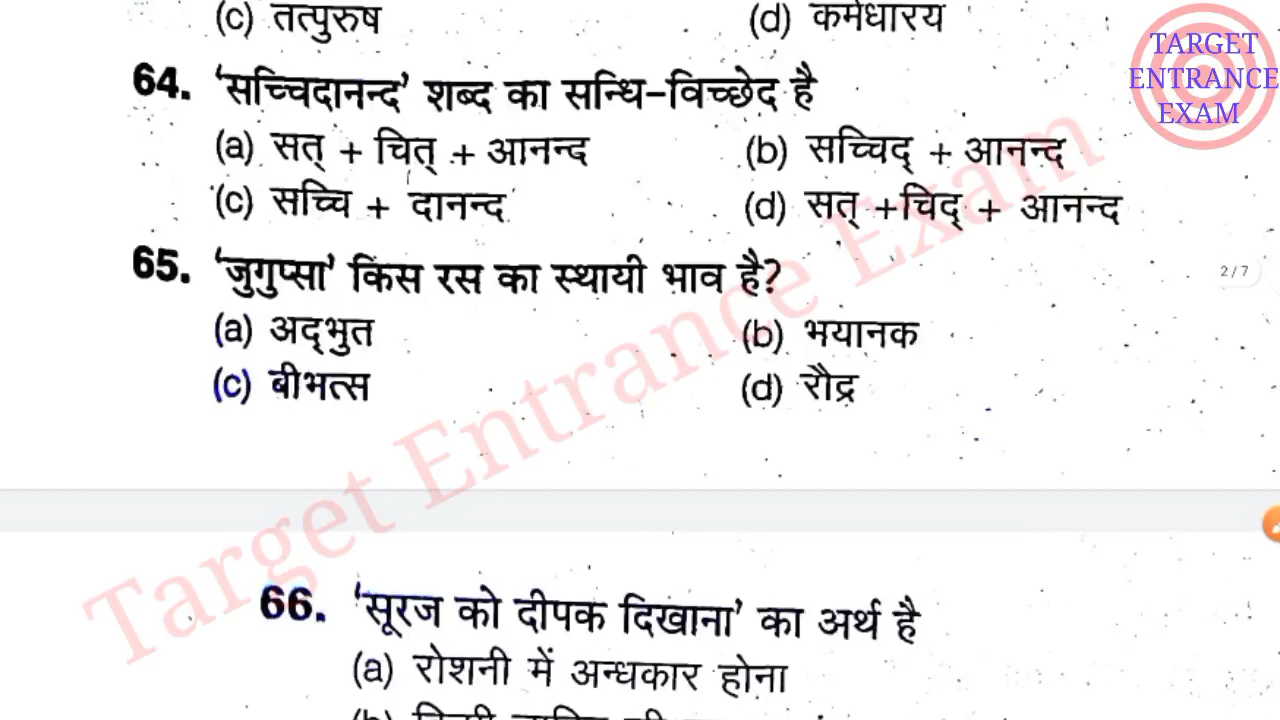 (c) तत्पुरुष (d) कर्मधारय
TARGET
ENTRANCE
EXAM
64. 'सच्चिदानन्द' शब्द का सन्धि-विच्छेद है
(a) सत् + चित् + आनन्द (b) सच्चिद् + आनन्द
(c) सच्चि + दानन्द (d) सत् +चिद् + आनन्द
65. 'जुगुप्सा' किस रस का स्थायी भाव है?
2/7
(a) अद्भुत (b) भयानक
(c) बीभत्स (d) रौद्र
Target Entrance Exam
66. 'सूरज को दीपक दिखाना' का अर्थ है
(a) रोशनी में अन्धकार होना